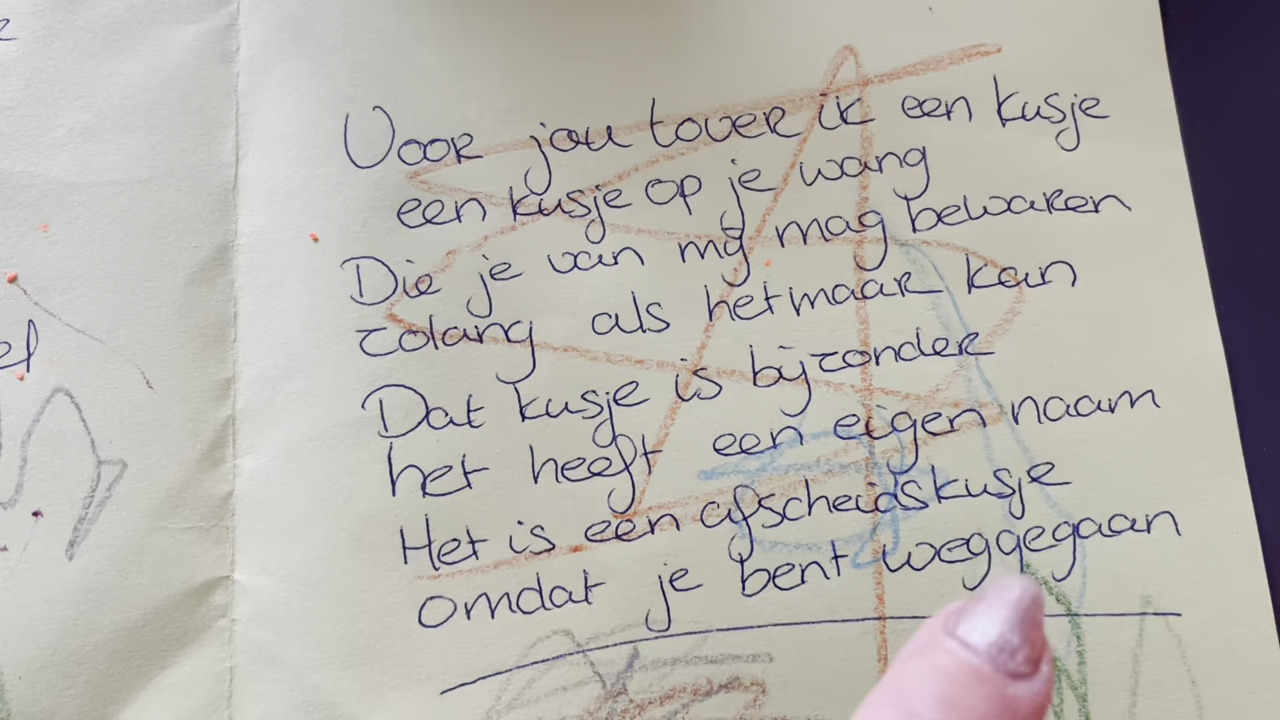 Voor jou tover ik een kusje
een kusje op je wang
Die je van mij mag bewaren
zolang als het maar kan
Dat kusje is bijzonder
het heeft een eigen naam
Het is een afscheidskusje
omdat je bent weggegaan